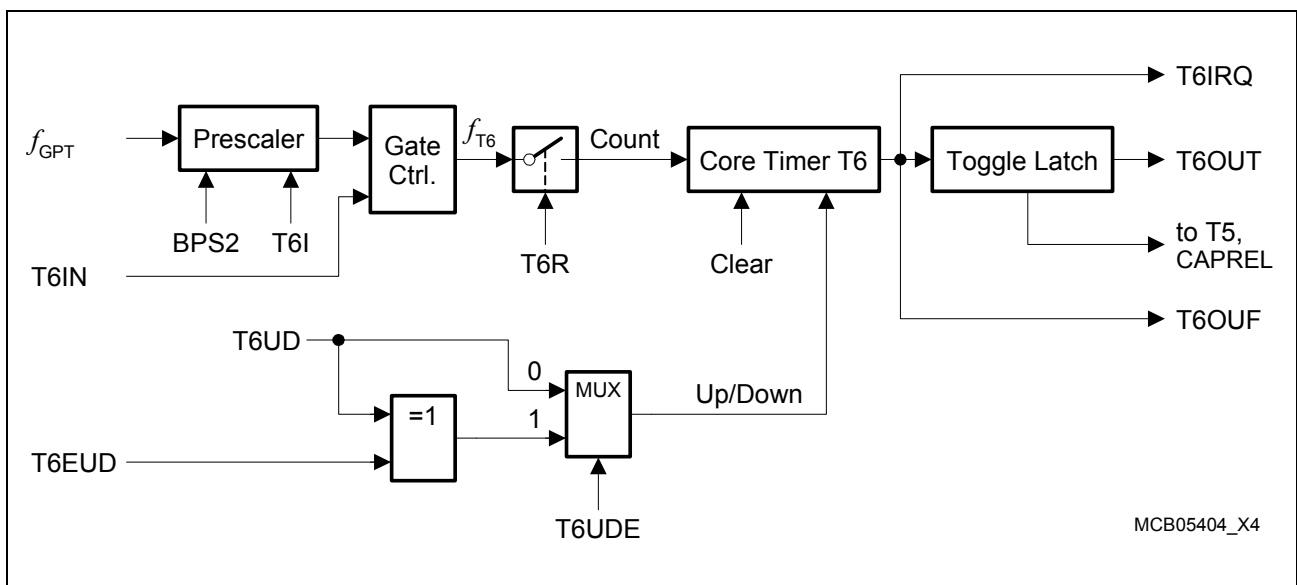 T6IRQ
fGPT
Prescaler
Gate
Ctrl.
fT6
Count
Core Timer T6
Toggle Latch
T6OUT
BPS2
T6I
T6IN
T6R
Clear
to T5,
CAPREL
T6UD
T6OUF
0
MUX
=1
1
Up/Down
T6EUD
T6UDE
MCB05404_X4